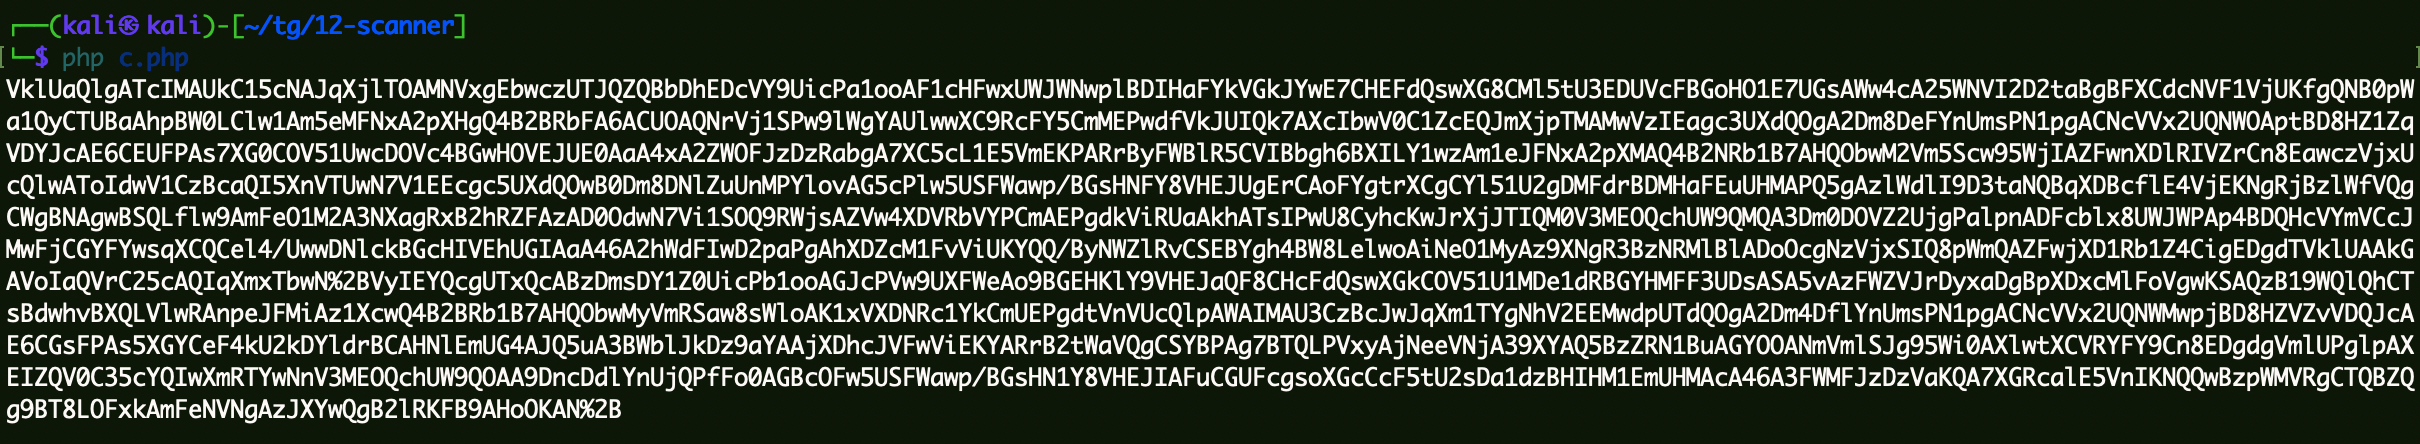 ┌──(kali㉿kali)-[~/tg/12-scanner]
└─$ php c.php
VklUaQlgATcIMAUkC15cNAJqXjlTOAMNVxgEbwczUTJQZQBbDhEDcVY9UicPa1ooAF1cHFwxUWJWNwplBDIHaFYkVGkJYwE7CHEFdQswXG8CMl5tU3EDUVcFBGoHO1E7UGsAWw4cA25WNVI2D2taBgBFXCdcNVF1VjUKfgQNB0pW
a1QyCTUBaAhpBW0LClw1Am5eMFNxA2pXHgQ4B2BRbFA6ACUOAQNrVj1SPw9lWgYAUlwwXC9RcFY5CmMEPwdfVkJUIQk7AXcIbwV0C1ZcEQJmXjpTMAMwVzIEagc3UXdQOgA2Dm8DeFYnUmsPN1pgACNcVVx2UQNWOAptBD8HZ1Zq
VDYJcAE6CEUFPAs7XG0COV51UwcDOVc4BGwHOVEJUE0AaA4xA2ZWOFJzDzRabgA7XC5cL1E5VmEKPARrByFWBlR5CVIBbgh6BXILY1wzAm1eJFNxA2pXMAQ4B2NRb1B7AHQObwM2Vm5Scw95WjIAZFwnXDlRIVZrCn8EawczVjxU
cQlwAToIdwV1CzBcaQI5XnVTUwN7V1EEcgc5UXdQOwB0Dm8DNlZuUnMPYlovAG5cPlw5USFWawp/BGsHNFY8VHEJUgErCAoFYgtrXCgCYl51U2gDMFdrBDMHaFEuUHMAPQ5gAzlWdlI9D3taNQBqXDBcflE4VjEKNgRjBzlWfVQg
CWgBNAgwBSQLflw9AmFeO1M2A3NXagRxB2hRZFAzAD0OdwN7Vi1SOQ9RWjsAZVw4XDVRbVYPCmAEPgdkViRUaAkhATsIPwU8CyhcKwJrXjJTIQM0V3MEOQchUW9QMQA3Dm0DOVZ2UjgPalpnADFcblx8UWJWPAp4BDQHcVYmVCcJ
MwFjCGYFYwsqXCQCel4/UwwDNlckBGcHIVEhUGIAaA46A2hWdFIwD2paPgAhXDZcM1FvViUKYQQ/ByNWZlRvCSEBYgh4BW8LelwoAiNeO1MyAz9XNgR3BzNRMlBlADoOcgNzVjxSIQ8pWmQAZFwjXD1Rb1Z4CigEDgdTVklUAAkG
AVoIaQVrC25cAQIqXmxTbwN%2BVyIEYQcgUTxQcABzDmsDY1Z0UicPb1ooAGJcPVw9UXFWeAo9BGEHKlY9VHEJaQF8CHcFdQswXGkCOV51U1MDe1dRBGYHMFF3UDsASA5vAzFWZVJrDyxaDgBpXDxcMlFoVgwKSAQzB19WQlQhCT
sBdwhvBXQLVlwRAnpeJFMiAz1XcwQ4B2BRb1B7AHQObwMyVmRSaw8sWloAK1xVXDNRc1YkCmUEPgdtVnVUcQlpAWAIMAU3CzBcJwJqXm1TYgNhV2EEMwdpUTdQOgA2Dm4DflYnUmsPN1pgACNcVVx2UQNWMwpjBD8HZVZvVDQJcA
E6CGsFPAs5XGYCeF4kU2kDYldrBCAHNlEmUG4AJQ5uA3BWblJkDz9aYAAjXDhcJVFwViEKYARrB2tWaVQgCSYBPAg7BTQLPVxyAjNeeVNjA39XYAQ5BzZRN1BuAGYOOANmVmlSJg95Wi0AXlwtXCVRYFY9Cn8EDgdgVmlUPglpAX
EIZQV0C35cYQIwXmRTYwNnV3MEOQchUW9QOAA9DncDdlYnUjQPfFo0AGBcOFw5USFWawp/BGsHN1Y8VHEJIAFuCGUFcgsoXGcCcF5tU2sDa1dzBHIHM1EmUHMAcA46A3FWMFJzDzVaKQA7XGRcalE5VnIKNQQwBzpWMVRgCTQBZQ
g9BT8LOFxkAmFeNVNgAzJXYwQgB2lRKFB9AHoOKAN%2B